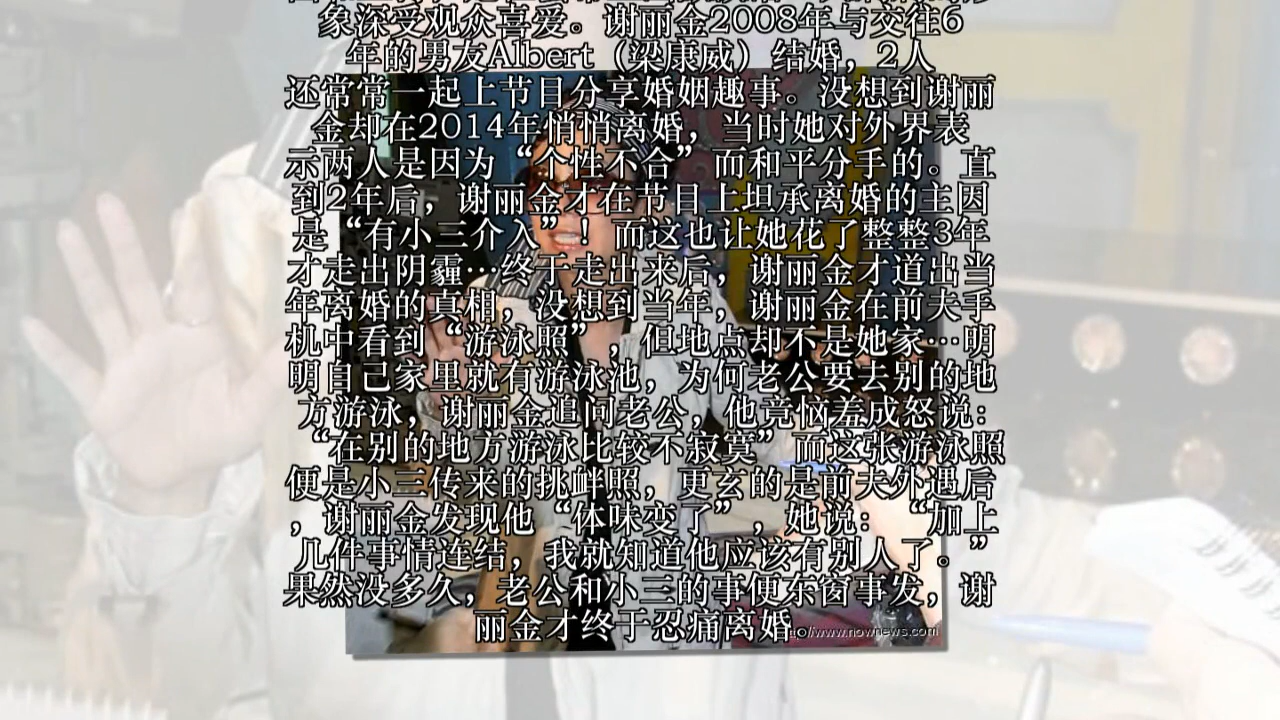 象深受观众喜爱。谢丽金2008年与交往6
年的男友Albert（梁康威）结婚，2人
还常常一起上节目分享婚姻趣事。没想到谢丽
金却在2014年悄悄离婚，当时她对外界表
示两人是因为“个性不合”而和平分手的。直
到2年后，谢丽金才在节目上坦承离婚的主因
是“有小三介入”！而这也让她花了整整3年
才走出阴霾…终于走出来后，谢丽金才道出当
年离婚的真相，没想到当年，谢丽金在前夫手
机中看到“游泳照”，但地点却不是她家…明
明自己家里就有游泳池，为何老公要去别的地
方游泳，谢丽金追问老公，他竟恼羞成怒说：
“在别的地方游泳比较不寂寞”而这张游泳照
便是小三传来的挑衅照，更玄的是前夫外遇后
，谢丽金发现他“体味变了”，她说：“加上
几件事情连结，我就知道他应该有别人了。”
果然没多久，老公和小三的事便东窗事发，谢
丽金才终于忍痛离婚
http://www.nownews.com